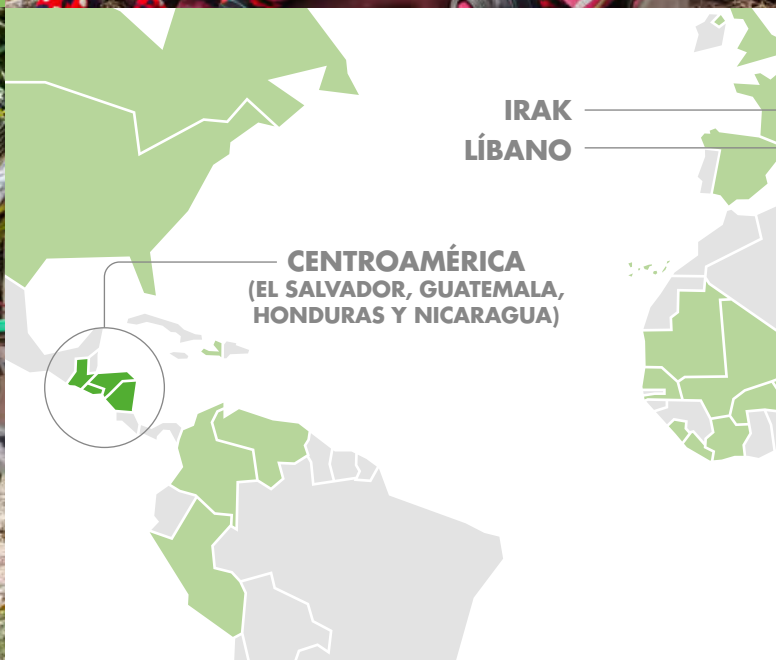 IRAK
LÍBANO
CENTROAMÉRICA
(EL SALVADOR, GUATEMALA,
HONDURAS Y NICARAGUA)